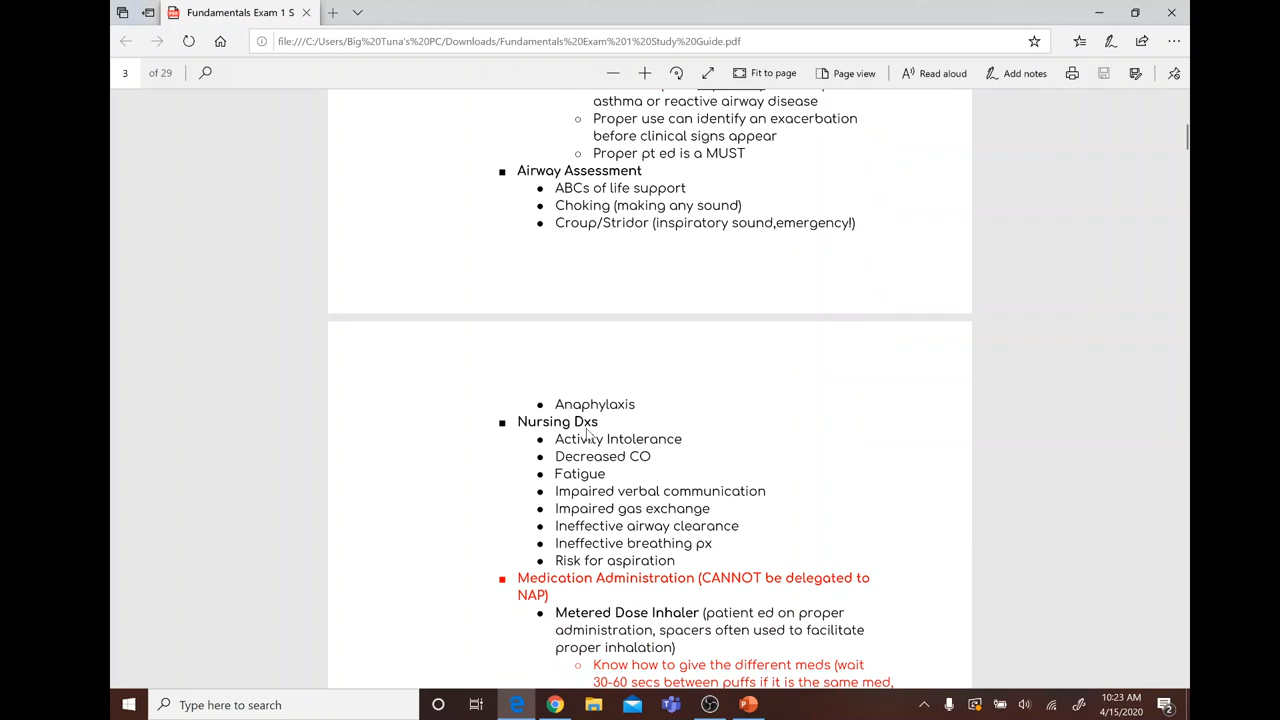 Fundamentals Exam 1 S
file:///C:/Users/Big%20Tuna's%20PC/Downloads/Fundamentals%20Exam%201%20Study%20Guide.pdf
3 of 29
Fit to page
Page view
Read aloud
Add notes
asthma or reactive airway disease
Proper use can identify an exacerbation
before clinical signs appear
Proper pt ed is a MUST
Airway Assessment
ABCs of life support
Choking (making any sound)
Croup/Stridor (inspiratory sound,emergency!)
Anaphylaxis
Nursing Dxs
Activity Intolerance
Decreased CO
Fatigue
Impaired verbal communication
Impaired gas exchange
Ineffective airway clearance
Ineffective breathing px
Risk for aspiration
Medication Administration (CANNOT be delegated to
NAP)
Metered Dose Inhaler (patient ed on proper
administration, spacers often used to facilitate
proper inhalation)
Know how to give the different meds (wait
30-60 secs between puffs if it is the same med,
Type here to search
10:23 AM
4/15/2020
2